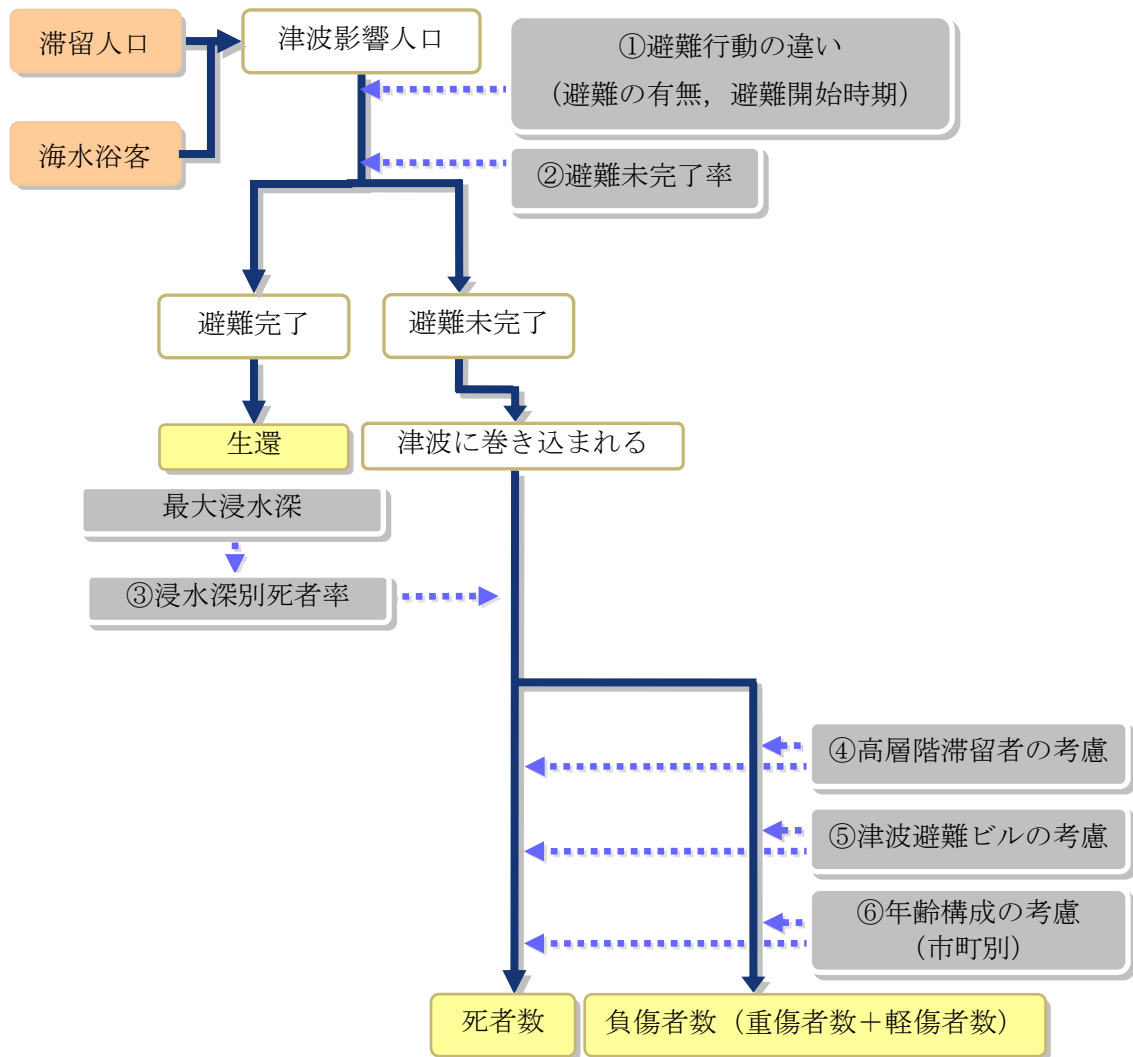 滞留人口
津波影響人口
①避難行動の違い
（避難の有無，避難開始時期）
海水浴客
②避難未完了率
避難完了
避難未完了
生還
津波に巻き込まれる
最大浸水深
③浸水深別死者率
④高層階滞留者の考慮
⑤津波避難ビルの考慮
⑥年齢構成の考慮
（市町別）
死者数
負傷者数（重傷者数＋軽傷者数）